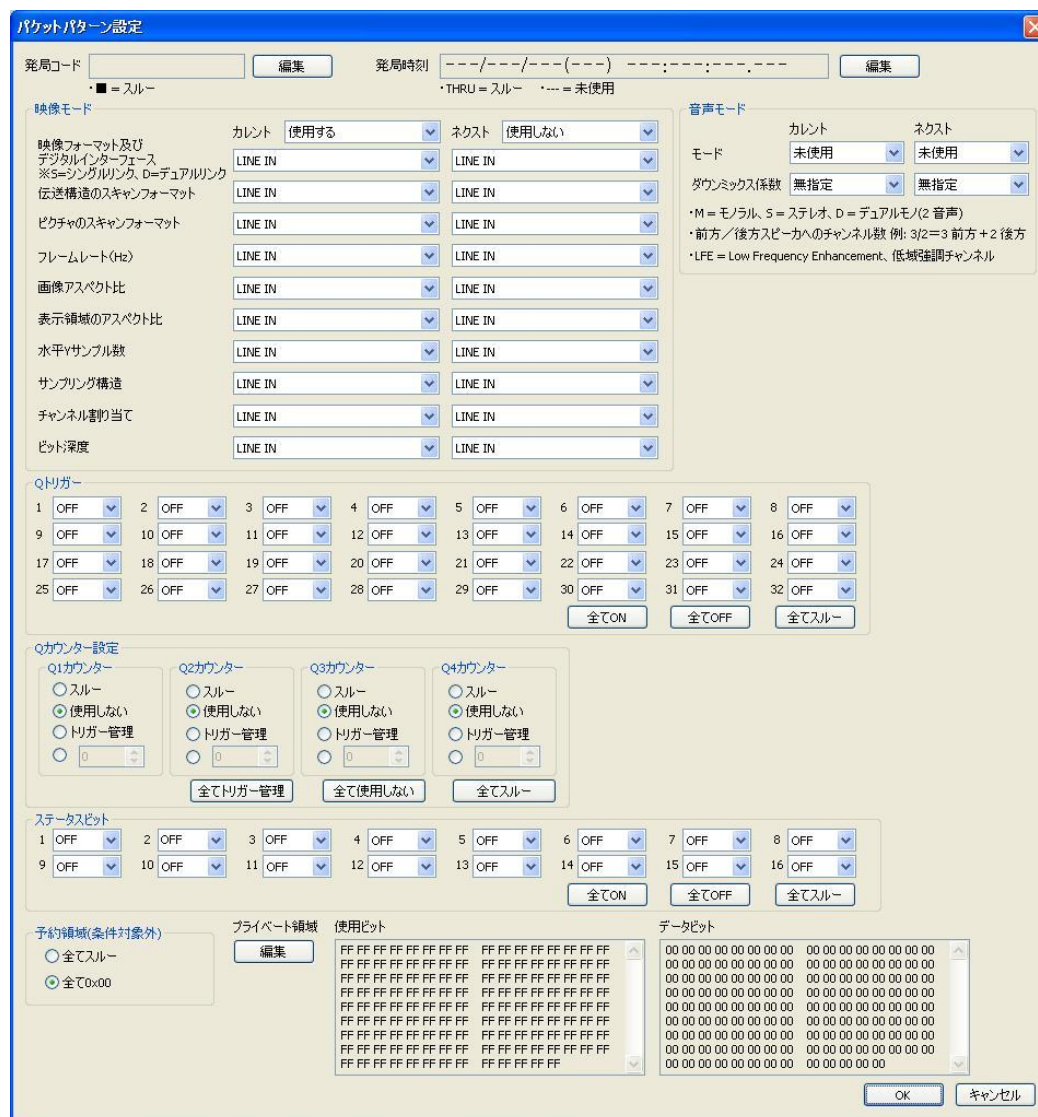 パケットパターン設定
発局コード 編集 発局時刻 ---/---/---(---) ---:---:---.--- 編集
・■ = スルー ・THRU = スルー ・--- = 未使用
映像モード 音声モード
カレント 使用する ネクスト 使用しない カレント ネクスト
映像フォーマット及び
デジタルインターフェース LINE IN LINE IN モード 未使用 未使用
※S=シングルリンク、D=デュアルリンク
伝送構造のスキャンフォーマット LINE IN LINE IN ダウンミックス係数 無指定 無指定
ピクチャのスキャンフォーマット LINE IN LINE IN ・M = モノラル、S = ステレオ、D = デュアルモノ(2 音声)
・前方／後方スピーカへのチャンネル数 例: 3/2＝3 前方 + 2 後方
フレームレート(Hz) LINE IN LINE IN ・LFE = Low Frequency Enhancement、低域強調チャンネル
画像アスペクト比 LINE IN LINE IN
表示領域のアスペクト比 LINE IN LINE IN
水平Yサンプル数 LINE IN LINE IN
サンプリング構造 LINE IN LINE IN
チャンネル割り当て LINE IN LINE IN
ビット深度 LINE IN LINE IN
Qトリガー
1 OFF 2 OFF 3 OFF 4 OFF 5 OFF 6 OFF 7 OFF 8 OFF
9 OFF 10 OFF 11 OFF 12 OFF 13 OFF 14 OFF 15 OFF 16 OFF
17 OFF 18 OFF 19 OFF 20 OFF 21 OFF 22 OFF 23 OFF 24 OFF
25 OFF 26 OFF 27 OFF 28 OFF 29 OFF 30 OFF 31 OFF 32 OFF
全てON 全てOFF 全てスルー
Qカウンター設定
Q1カウンター Q2カウンター Q3カウンター Q4カウンター
スルー スルー スルー スルー
使用しない 使用しない 使用しない 使用しない
トリガー管理 トリガー管理 トリガー管理 トリガー管理
0 0 0 0
全てトリガー管理 全て使用しない 全てスルー
ステータスビット
1 OFF 2 OFF 3 OFF 4 OFF 5 OFF 6 OFF 7 OFF 8 OFF
9 OFF 10 OFF 11 OFF 12 OFF 13 OFF 14 OFF 15 OFF 16 OFF
全てON 全てOFF 全てスルー
予約領域(条件対象外) プライベート領域 使用ビット データビット
全てスルー 編集 FF FF FF FF FF FF FF FF FF FF FF FF FF FF FF FF 00 00 00 00 00 00 00 00 00 00 00 00 00 00 00 00
FF FF FF FF FF FF FF FF FF FF FF FF FF FF FF FF 00 00 00 00 00 00 00 00 00 00 00 00 00 00 00 00
全て0x00 FF FF FF FF FF FF FF FF FF FF FF FF FF FF FF FF 00 00 00 00 00 00 00 00 00 00 00 00 00 00 00 00
FF FF FF FF FF FF FF FF FF FF FF FF FF FF FF FF 00 00 00 00 00 00 00 00 00 00 00 00 00 00 00 00
FF FF FF FF FF FF FF FF FF FF FF FF FF FF FF FF 00 00 00 00 00 00 00 00 00 00 00 00 00 00 00 00
FF FF FF FF FF FF FF FF FF FF FF FF FF FF FF FF 00 00 00 00 00 00 00 00 00 00 00 00 00 00 00 00
FF FF FF FF FF FF FF FF FF FF FF FF FF FF FF FF 00 00 00 00 00 00 00 00 00 00 00 00 00 00 00 00
FF FF FF FF FF FF FF FF FF FF FF FF FF FF FF FF 00 00 00 00 00 00 00 00 00 00 00 00 00 00 00 00
FF FF FF FF FF FF FF FF FF FF FF FF FF 00 00 00 00 00 00 00 00 00 00 00 00 00
OK キャンセル